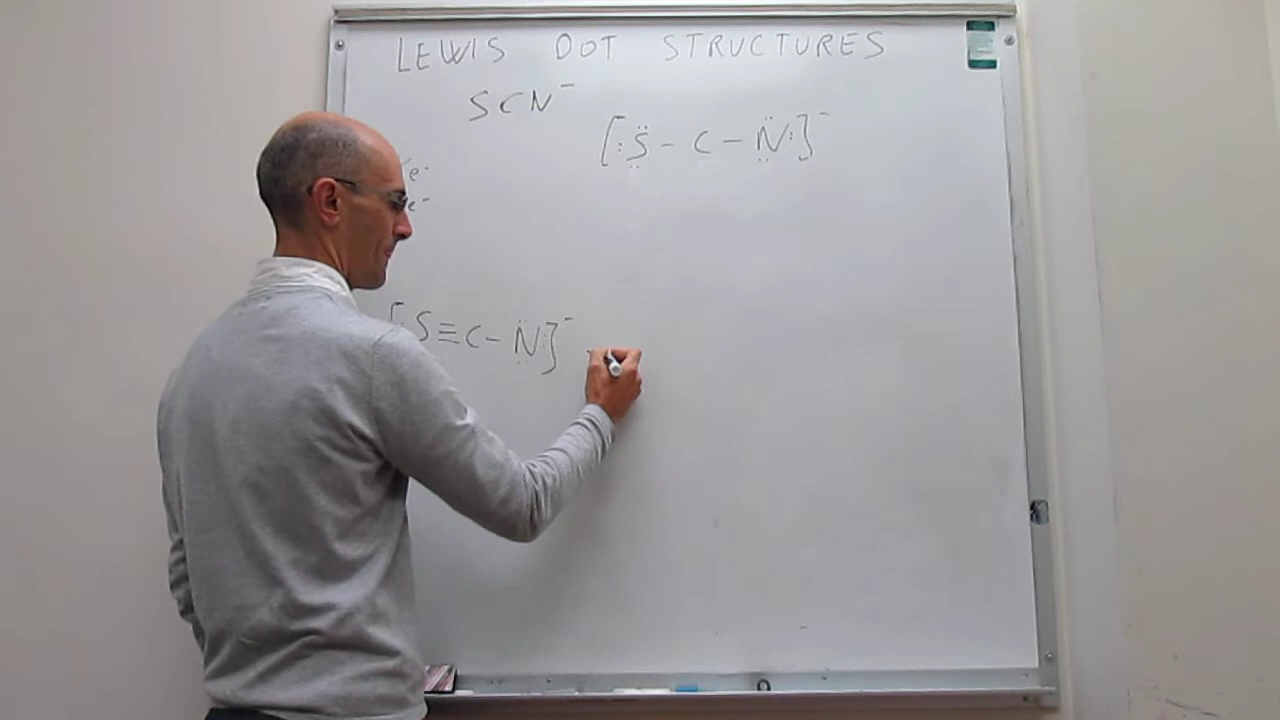 LEWIS DOT STRUCTURES
SCN⁻
[:S̤̈ - C - N̤̈:]⁻
e⁻
e⁻
[:S≡C-N̤̈:]⁻